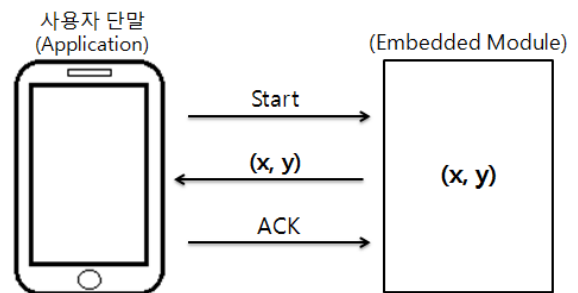 사용자 단말
(Application)
(Embedded Module)
Start
(x, y)
(x, y)
ACK